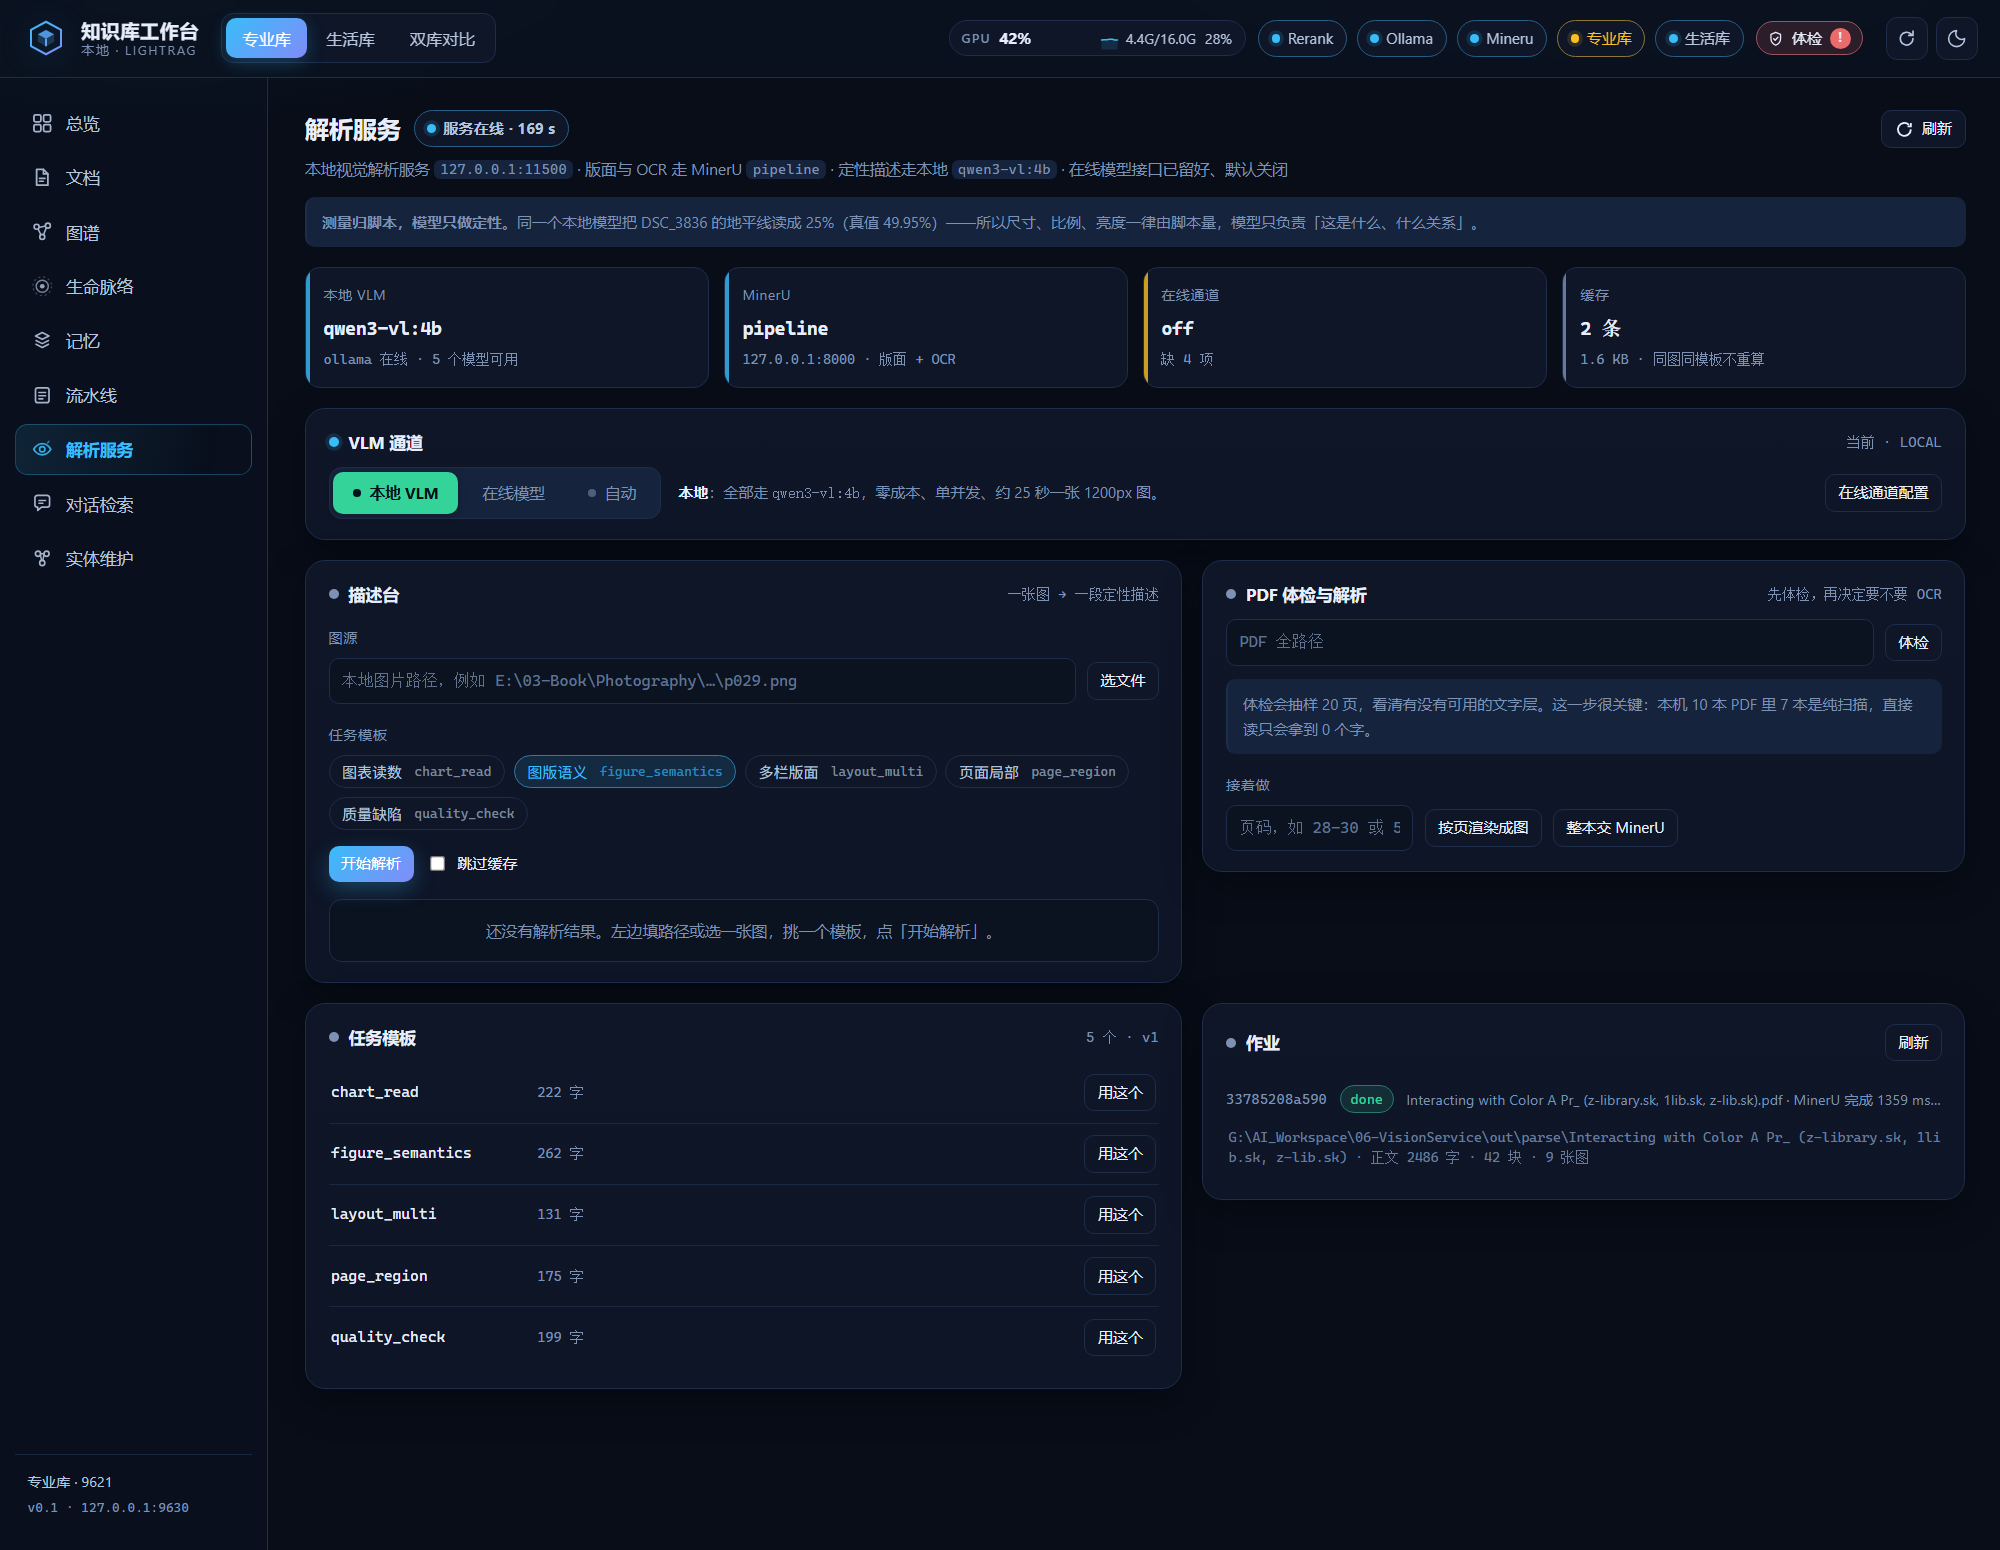 知识库工作台
本地 · LIGHTRAG
专业库 生活库 双库对比
GPU 42% 4.4G/16.0G 28%
Rerank Ollama Mineru 专业库 生活库 体检 !
总览
文档
图谱
生命脉络
记忆
流水线
解析服务
对话检索
实体维护
专业库 · 9621
v0.1 · 127.0.0.1:9630
解析服务 服务在线 · 169 s 刷新
本地视觉解析服务 127.0.0.1:11500 · 版面与 OCR 走 MinerU pipeline · 定性描述走本地 qwen3-vl:4b · 在线模型接口已留好、默认关闭
测量归脚本，模型只做定性。同一个本地模型把 DSC_3836 的地平线读成 25%（真值 49.95%）——所以尺寸、比例、亮度一律由脚本量，模型只负责「这是什么、什么关系」。
本地 VLM
qwen3-vl:4b
ollama 在线 · 5 个模型可用
MinerU
pipeline
127.0.0.1:8000 · 版面 + OCR
在线通道
off
缺 4 项
缓存
2 条
1.6 KB · 同图同模板不重算
VLM 通道 当前 · LOCAL
本地 VLM 在线模型 自动 本地：全部走 qwen3-vl:4b，零成本、单并发、约 25 秒一张 1200px 图。 在线通道配置
描述台 一张图 → 一段定性描述
图源
本地图片路径，例如 E:\03-Book\Photography\…\p029.png 选文件
任务模板
图表读数 chart_read 图版语义 figure_semantics 多栏版面 layout_multi 页面局部 page_region
质量缺陷 quality_check
开始解析 跳过缓存
还没有解析结果。左边填路径或选一张图，挑一个模板，点「开始解析」。
PDF 体检与解析 先体检，再决定要不要 OCR
PDF 全路径 体检
体检会抽样 20 页，看清有没有可用的文字层。这一步很关键：本机 10 本 PDF 里 7 本是纯扫描，直接
读只会拿到 0 个字。
接着做
页码，如 28-30 或 5 按页渲染成图 整本交 MinerU
任务模板 5 个 · v1
chart_read 222 字 用这个
figure_semantics 262 字 用这个
layout_multi 131 字 用这个
page_region 175 字 用这个
quality_check 199 字 用这个
作业 刷新
33785208a590 done Interacting with Color A Pr_ (z-library.sk, 1lib.sk, z-lib.sk).pdf · MinerU 完成 1359 ms...
G:\AI_Workspace\06-VisionService\out\parse\Interacting with Color A Pr_ (z-library.sk, 1li
b.sk, z-lib.sk) · 正文 2486 字 · 42 块 · 9 张图